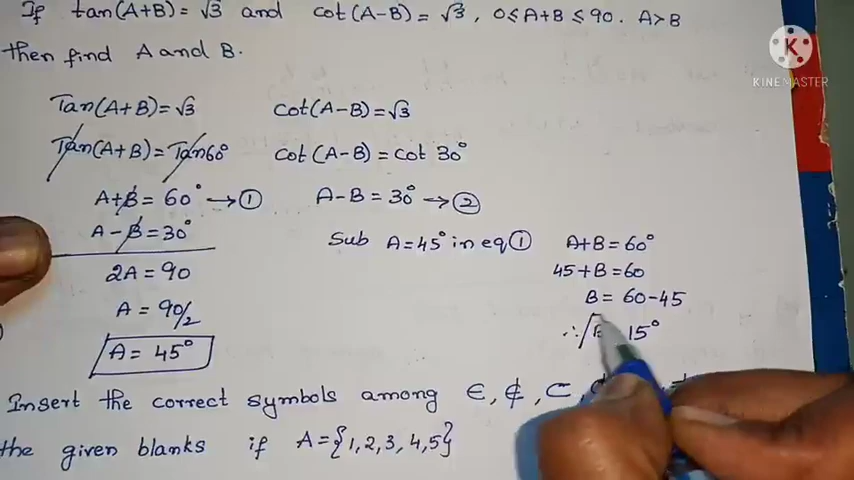 If tan(A+B) = √3 and cot(A-B) = √3, 0≤A+B≤90. A>B
then find A and B.
KINEMASTER
Tan(A+B)=√3
Tan(A+B)=Tan60°
A+B = 60° → ①
A-B = 30°
2A = 90
A = 90/2
A = 45°
cot(A-B)=√3
cot(A-B) = cot 30°
A-B = 30° → ②
Sub A=45° in eq ①
A+B=60°
45+B=60
B= 60-45
∴ B 15°
Insert the correct symbols among ∈, ∉, ⊂,
the given blanks if A={1,2,3,4,5}